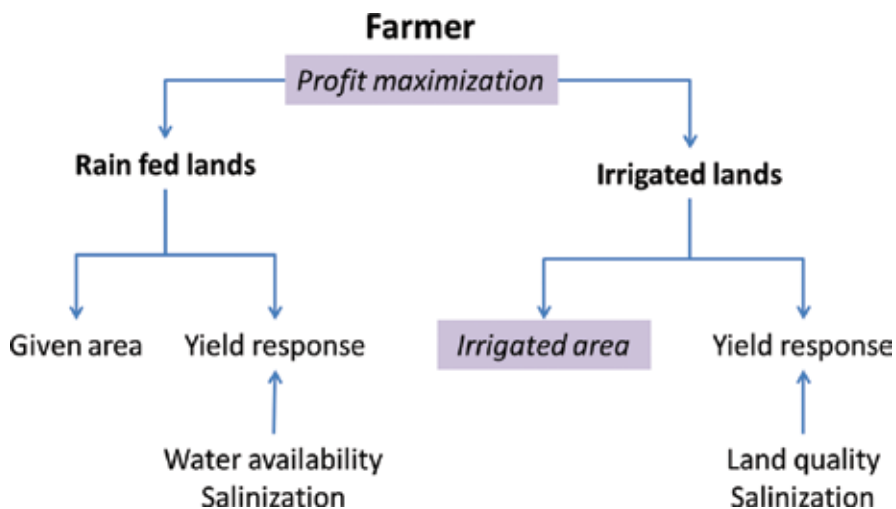 Farmer
Profit maximization
Rain fed lands
Irrigated lands
Given area
Yield response
Irrigated area
Yield response
Water availability
Salinization
Land quality
Salinization